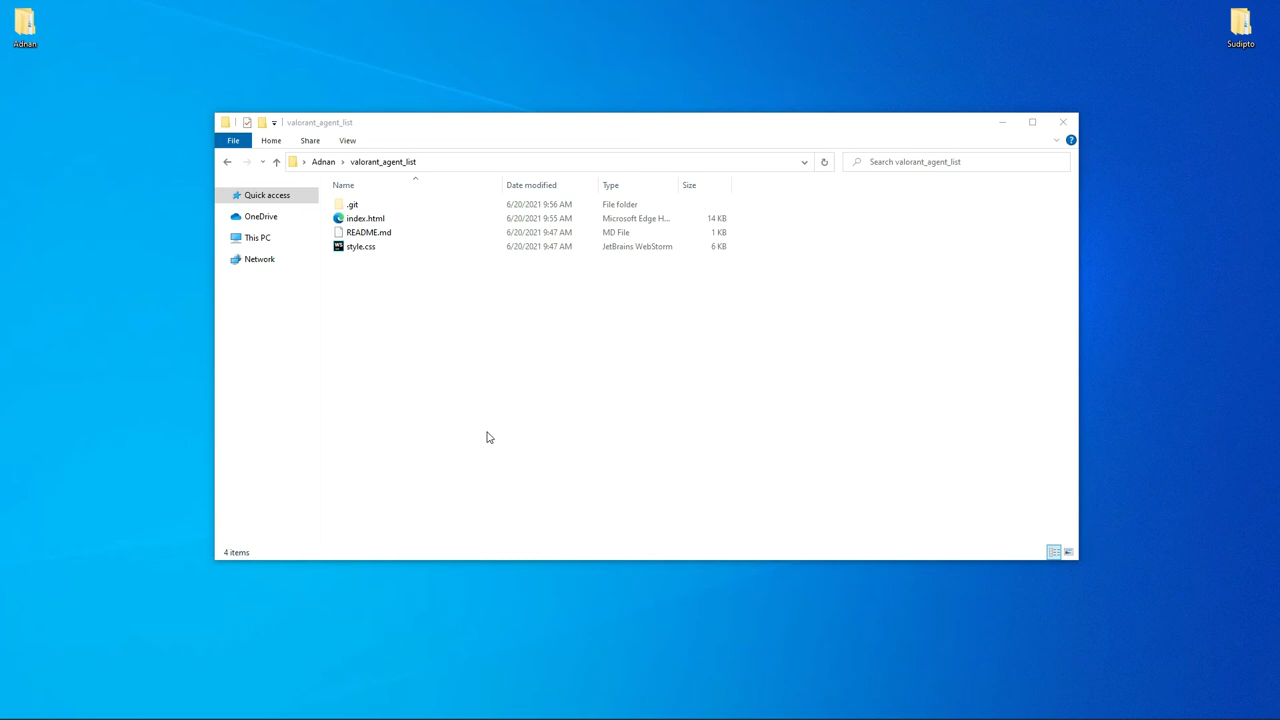 Adnan
Sudipto
valorant_agent_list
File Home Share View
Adnan valorant_agent_list
Search valorant_agent_list
Name Date modified Type Size
Quick access
OneDrive
This PC
Network
.git 6/20/2021 9:56 AM File folder
index.html 6/20/2021 9:55 AM Microsoft Edge H... 14 KB
README.md 6/20/2021 9:47 AM MD File 1 KB
style.css 6/20/2021 9:47 AM JetBrains WebStorm 6 KB
4 items